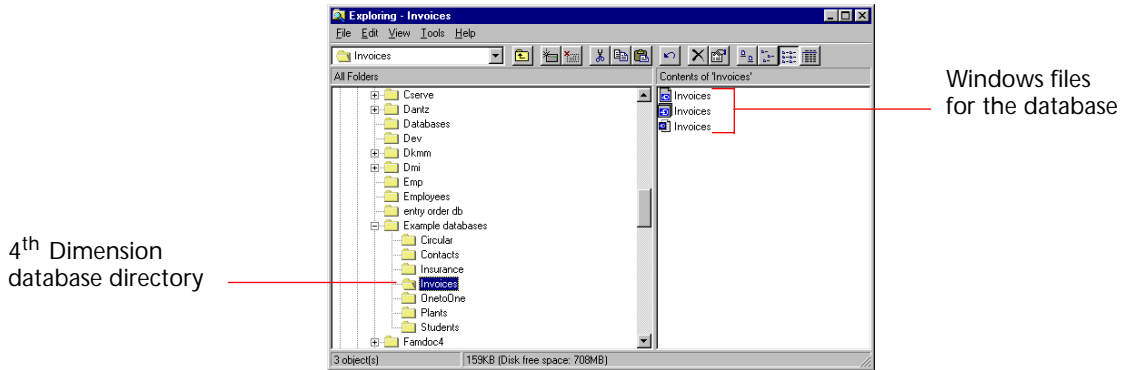 Exploring - Invoices
File Edit View Tools Help
Invoices
All Folders
Contents of 'Invoices'
Cserve
Dantz
Databases
Dev
Dkmm
Dmi
Emp
Employees
entry order db
Example databases
Circular
Contacts
Insurance
Invoices
OnetoOne
Plants
Students
Famdoc4
Invoices
Invoices
Invoices
3 object(s)
159KB (Disk free space: 708MB)
Windows files
for the database
4th Dimension
database directory